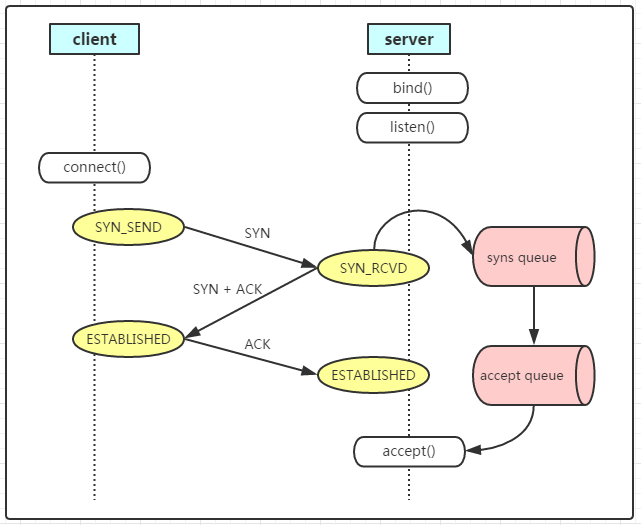 client
server
bind()
listen()
connect()
SYN_SEND
SYN
SYN_RCVD
syns queue
SYN + ACK
ESTABLISHED
ACK
ESTABLISHED
accept queue
accept()